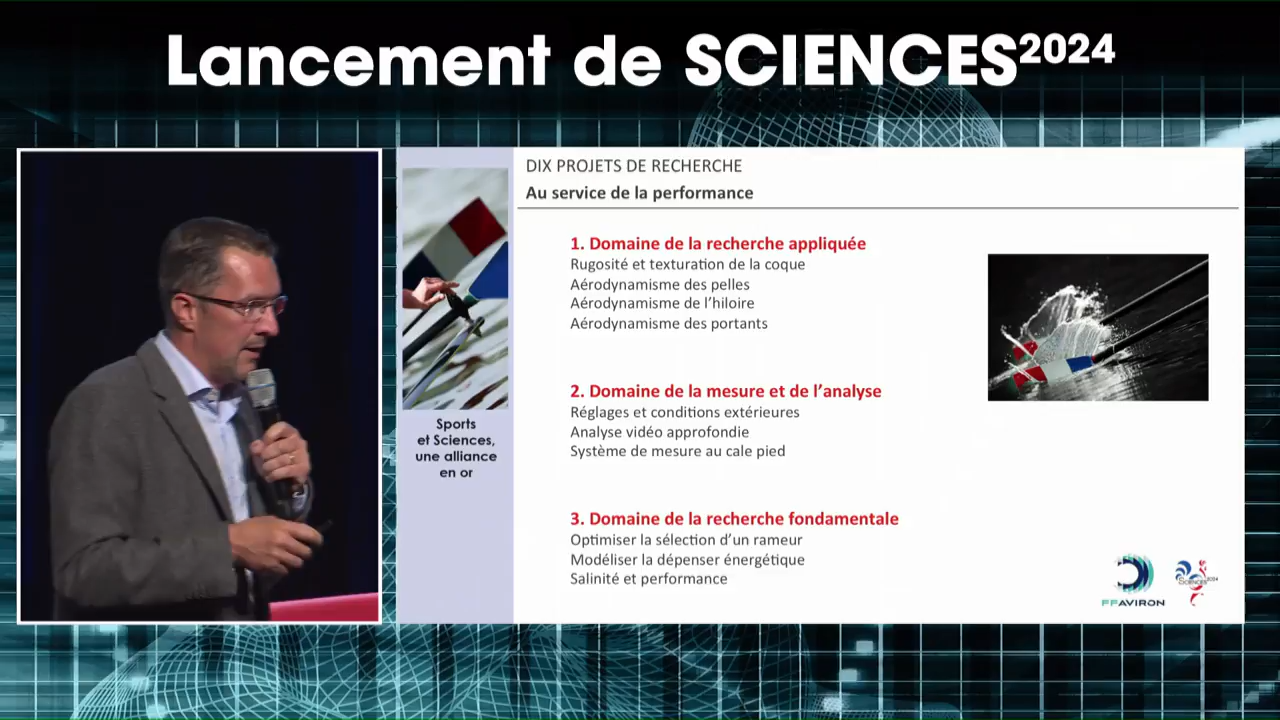 Lancement de SCIENCES2024
DIX PROJETS DE RECHERCHE
Au service de la performance
1. Domaine de la recherche appliquée
Rugosité et texturation de la coque
Aérodynamisme des pelles
Aérodynamisme de l’hiloire
Aérodynamisme des portants
2. Domaine de la mesure et de l’analyse
Réglages et conditions extérieures
Analyse vidéo approfondie
Système de mesure au cale pied
3. Domaine de la recherche fondamentale
Optimiser la sélection d’un rameur
Modéliser la dépenser énergétique
Salinité et performance
Sports
et Sciences,
une alliance
en or
FFAVIRON
SCIENCES2024